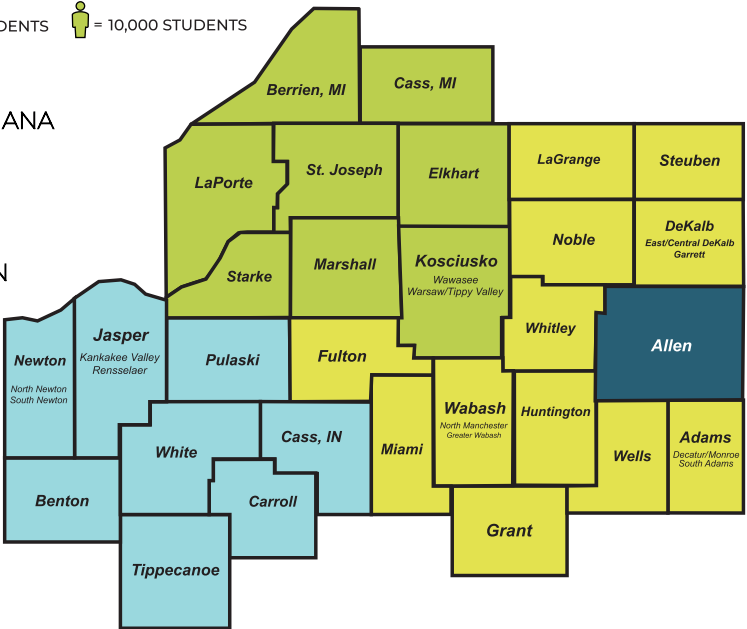 DENTS = 10,000 STUDENTS
Berrien, MI
Cass, MI
ANA
LaPorte
St. Joseph
Elkhart
LaGrange
Steuben
Starke
Marshall
Kosciusko
Wawasee
Warsaw/Tippy Valley
Noble
DeKalb
East/Central DeKalb
Garrett
N
Newton
North Newton
South Newton
Jasper
Kankakee Valley
Rensselaer
Pulaski
Fulton
Whitley
Allen
White
Cass, IN
Miami
Wabash
North Manchester
Greater Wabash
Huntington
Wells
Adams
Decatur/Monroe
South Adams
Benton
Carroll
Grant
Tippecanoe